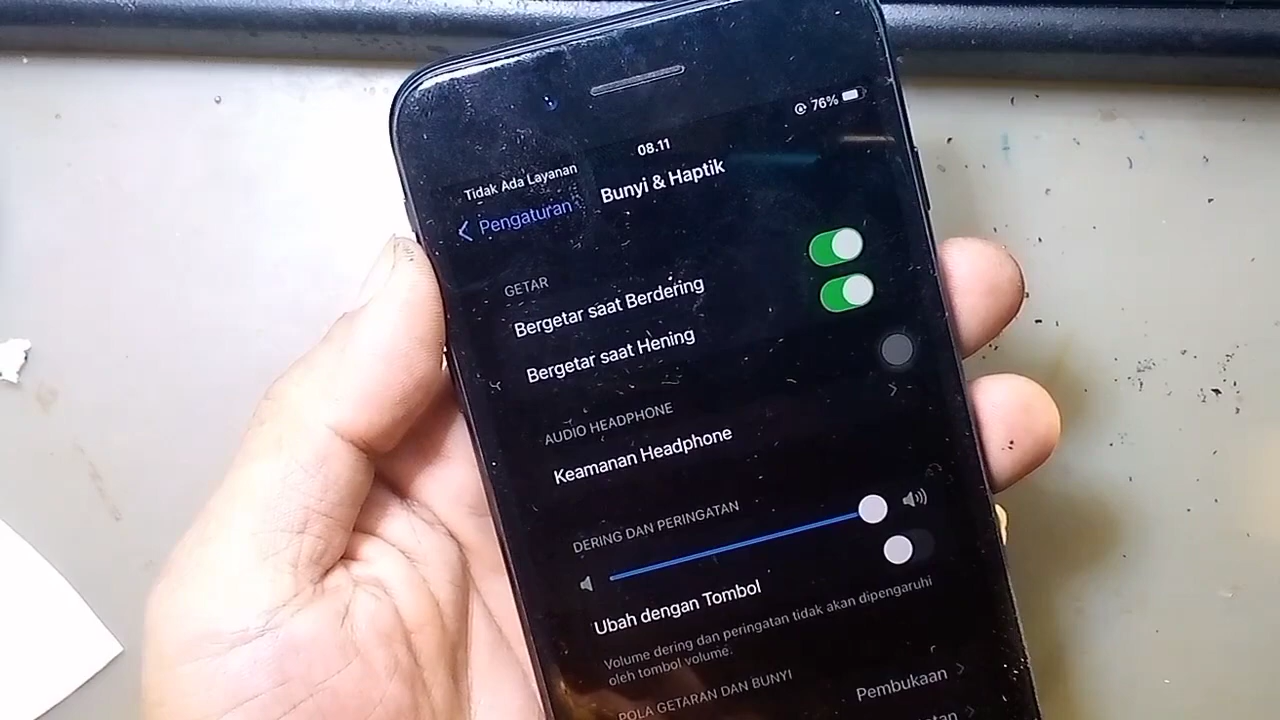 Tidak Ada Layanan
08.11
76%
Pengaturan
Bunyi & Haptik
GETAR
Bergetar saat Berdering
Bergetar saat Hening
AUDIO HEADPHONE
Keamanan Headphone
DERING DAN PERINGATAN
Ubah dengan Tombol
Volume dering dan peringatan tidak akan dipengaruhi
oleh tombol volume.
POLA GETARAN DAN BUNYI
Pembukaan